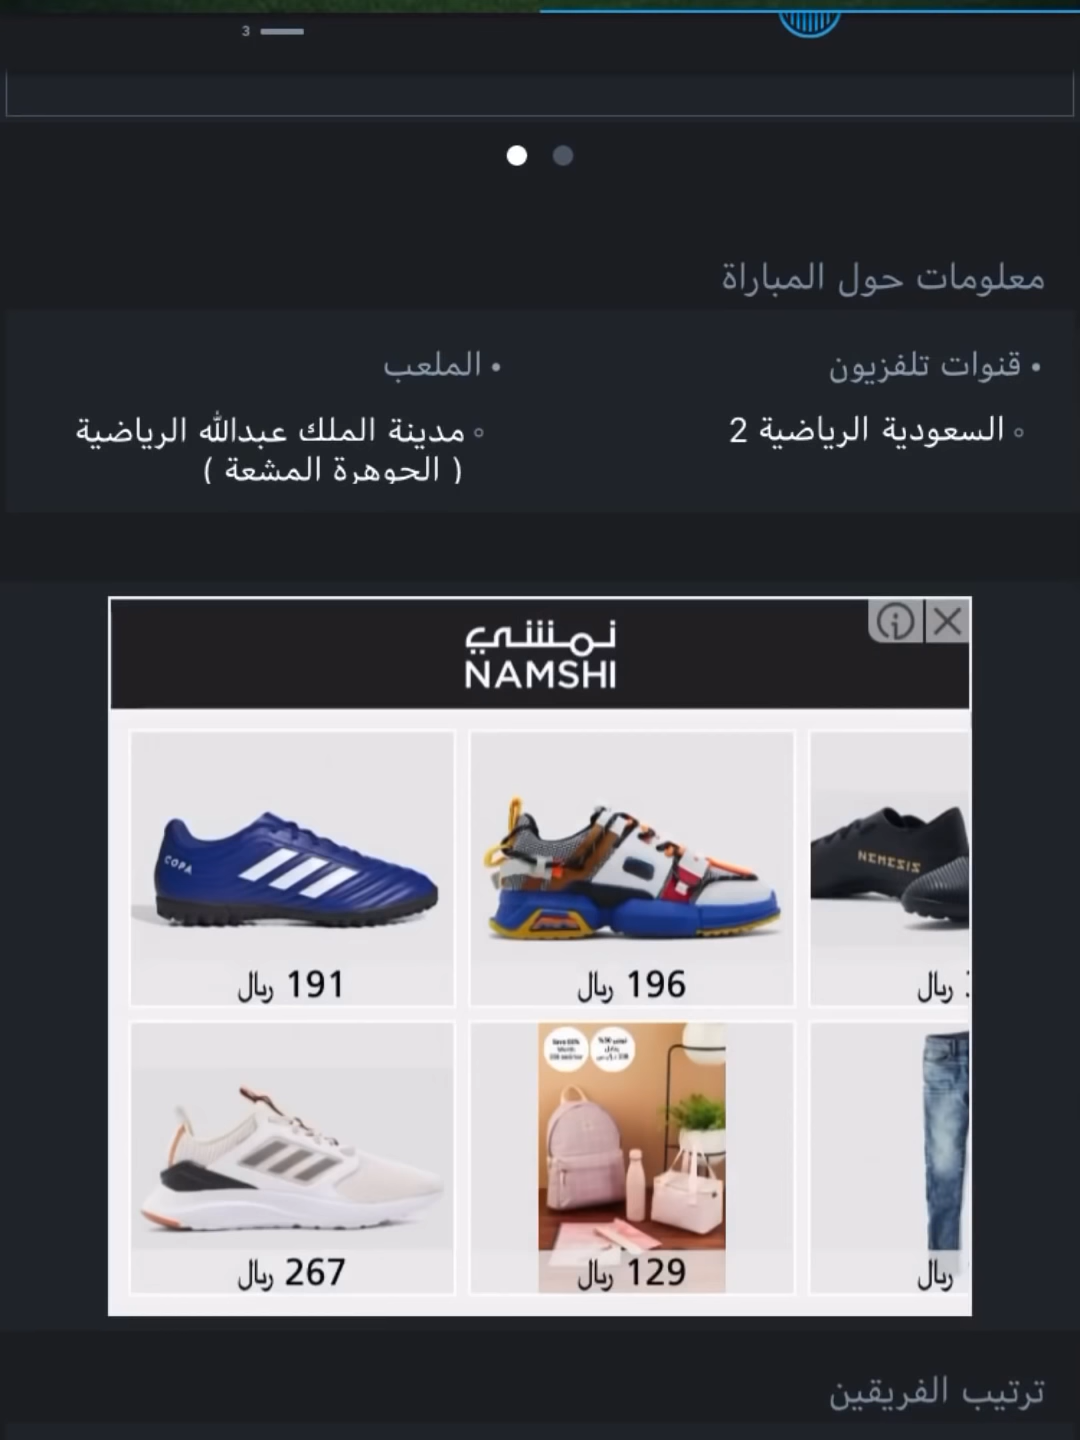 3
معلومات حول المباراة
• قنوات تلفزيون
◦ السعودية الرياضية 2
• الملعب
◦ مدينة الملك عبدالله الرياضية
( الجوهرة المشعة )
نمشي
NAMSHI
COPA
NEMESIS
191 ريال
196 ريال
ريال
267 ريال
129 ريال
ريال
ترتيب الفريقين